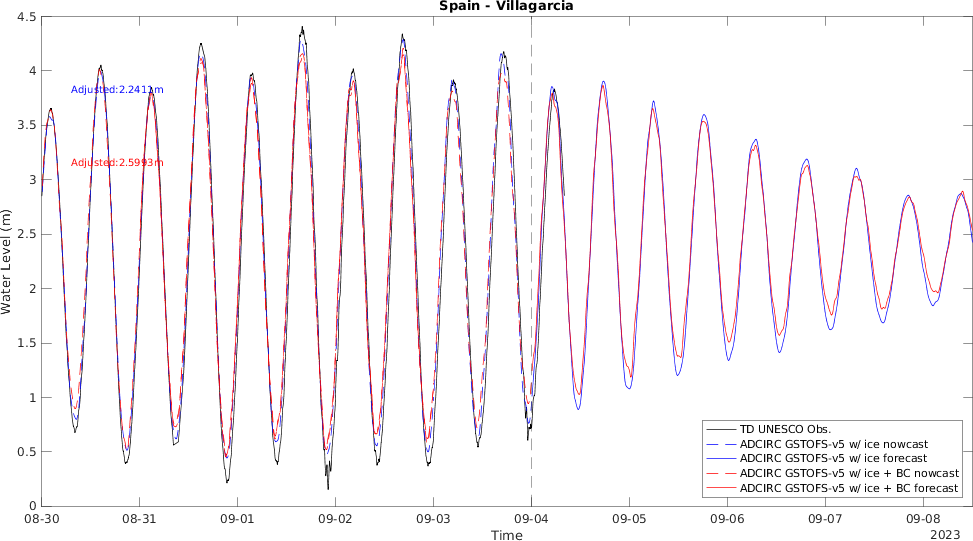 Spain - Villagarcia
4.5
4
3.5
3
2.5
2
1.5
1
0.5
0
Water Level (m)
Adjusted:2.2411m
Adjusted:2.5993m
TD UNESCO Obs.
ADCIRC GSTOFS-v5 w/ ice nowcast
ADCIRC GSTOFS-v5 w/ ice forecast
ADCIRC GSTOFS-v5 w/ ice + BC nowcast
ADCIRC GSTOFS-v5 w/ ice + BC forecast
08-30 08-31 09-01 09-02 09-03 09-04 09-05 09-06 09-07 09-08
Time
2023